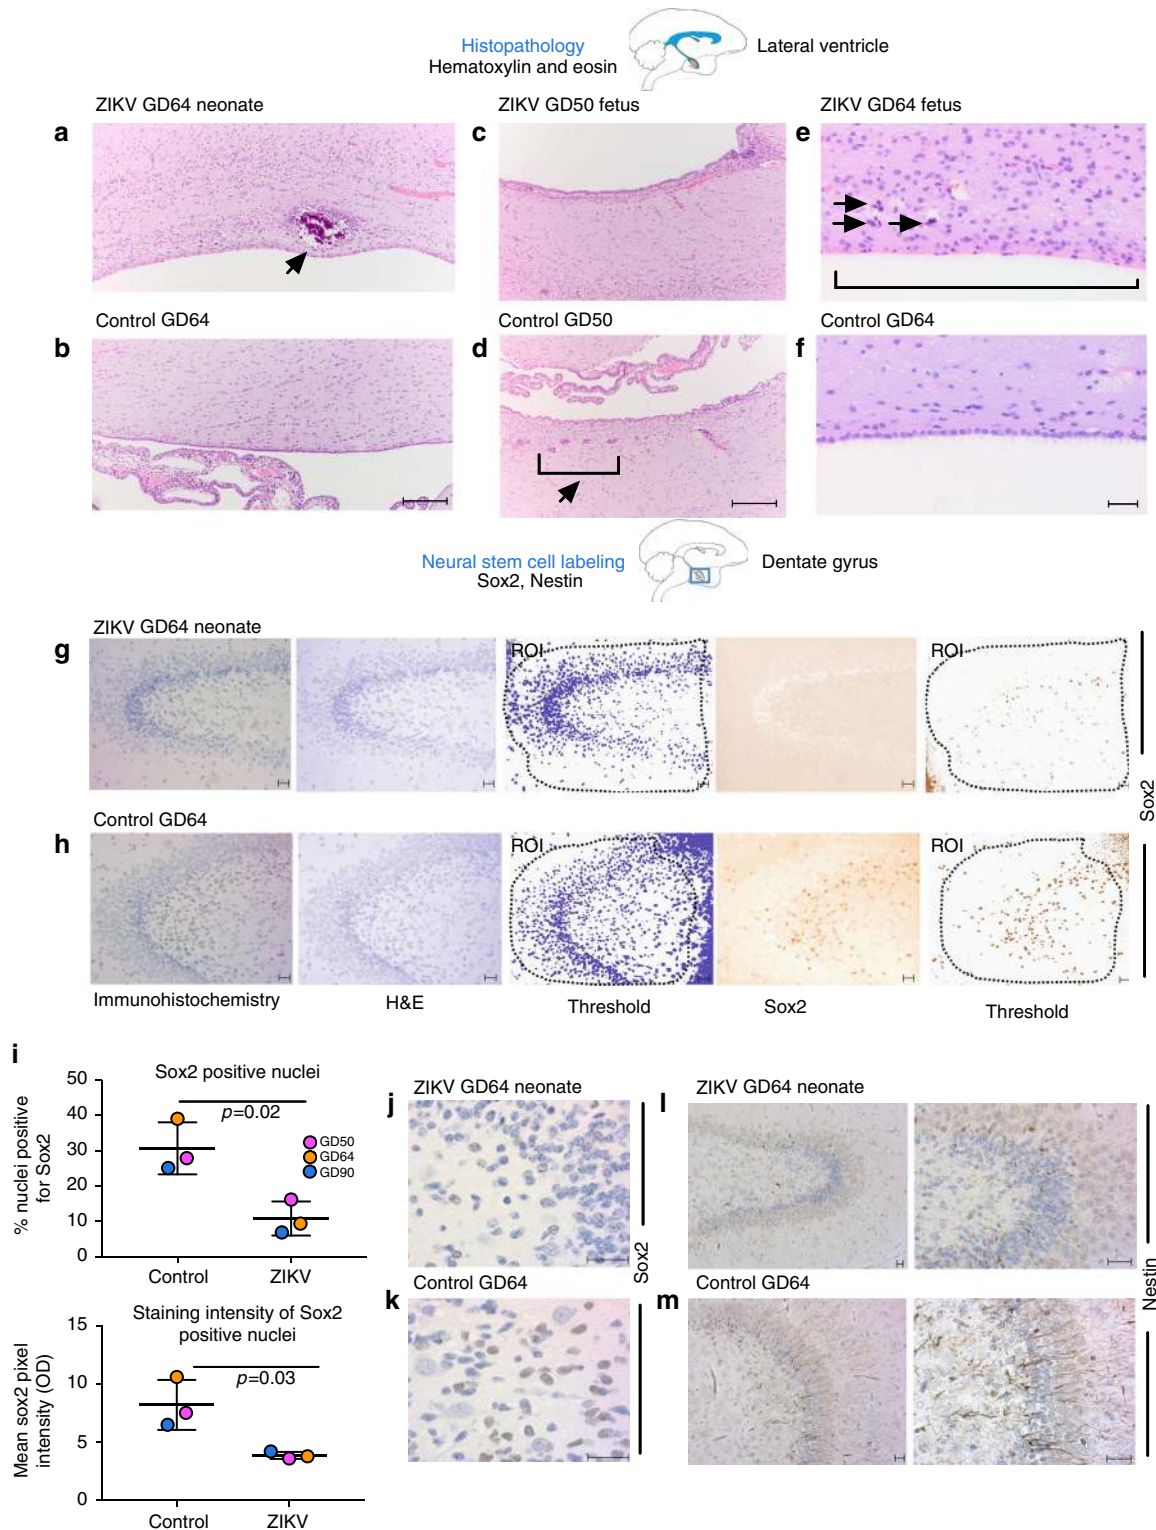 Histopathology
Hematoxylin and eosin
Lateral ventricle
ZIKV GD64 neonate
ZIKV GD50 fetus
ZIKV GD64 fetus
a
c
e
Control GD64
Control GD50
Control GD64
b
d
f
Neural stem cell labeling
Sox2, Nestin
Dentate gyrus
ZIKV GD64 neonate
g
ROI
ROI
Sox2
Control GD64
h
ROI
ROI
Immunohistochemistry
H&E
Threshold
Sox2
Threshold
i
Sox2 positive nuclei
50
40
30
20
10
0
% nuclei positive
for Sox2
p=0.02
GD50
GD64
GD90
Control
ZIKV
Staining intensity of Sox2
positive nuclei
15
10
5
0
Mean sox2 pixel
intensity (OD)
p=0.03
Control
ZIKV
ZIKV GD64 neonate
j
Sox2
Control GD64
k
ZIKV GD64 neonate
l
Nestin
Control GD64
m